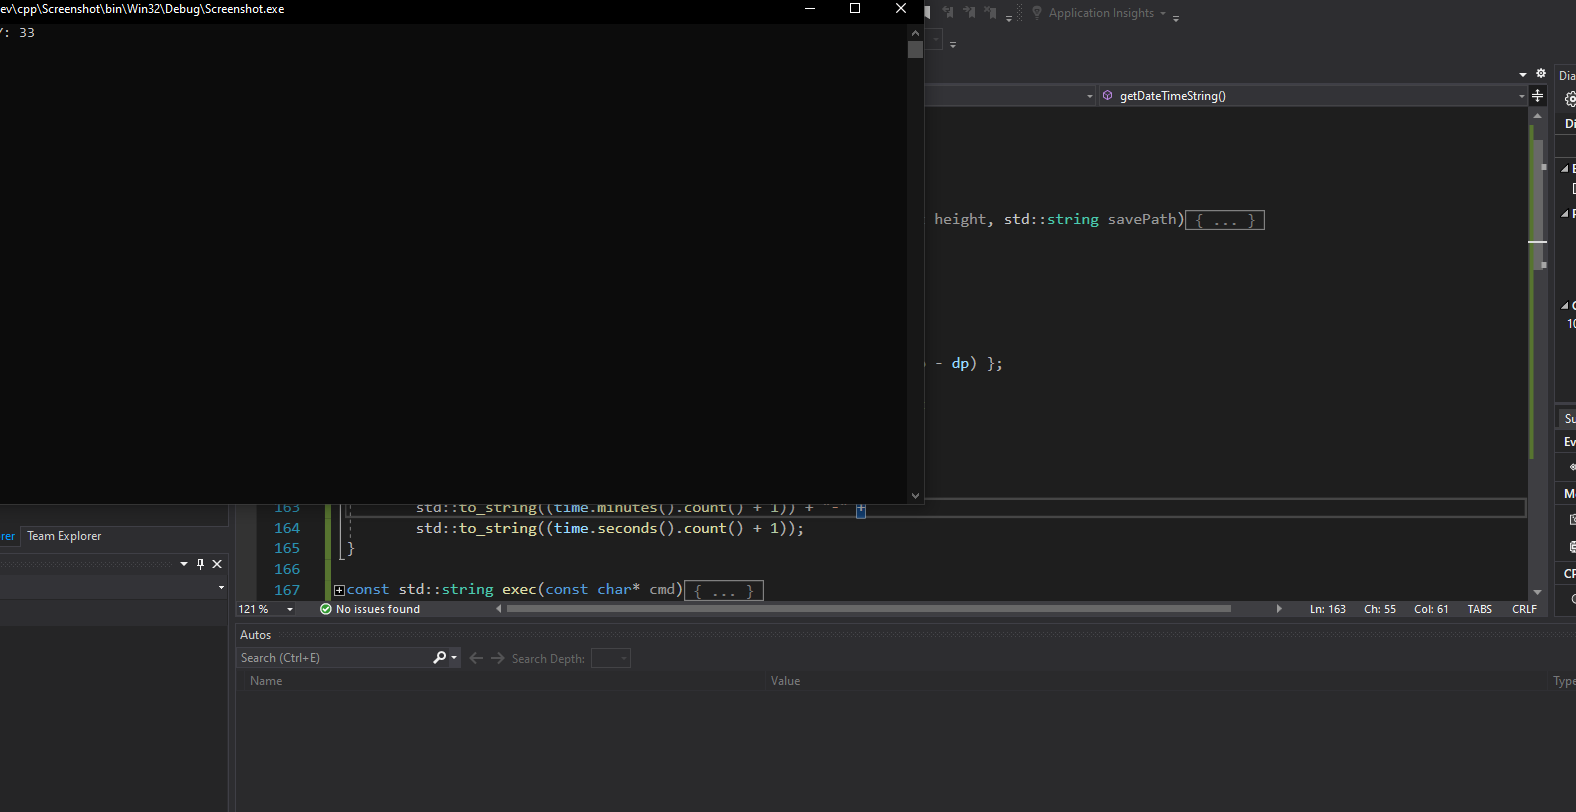 ev\cpp\Screenshot\bin\Win32\Debug\Screenshot.exe
Y: 33
Application Insights
Dia
getDateTimeString()
Di
height, std::string savePath) { ... }
- dp) };
10
Su
Ev
163 std::to_string((time.minutes().count() + 1)) + "-" +
164 std::to_string((time.seconds().count() + 1));
165 }
166
167 const std::string exec(const char* cmd) { ... }
rer Team Explorer
CP
121 % No issues found Ln: 163 Ch: 55 Col: 61 TABS CRLF
Autos
Search (Ctrl+E) Search Depth:
Name Value Type